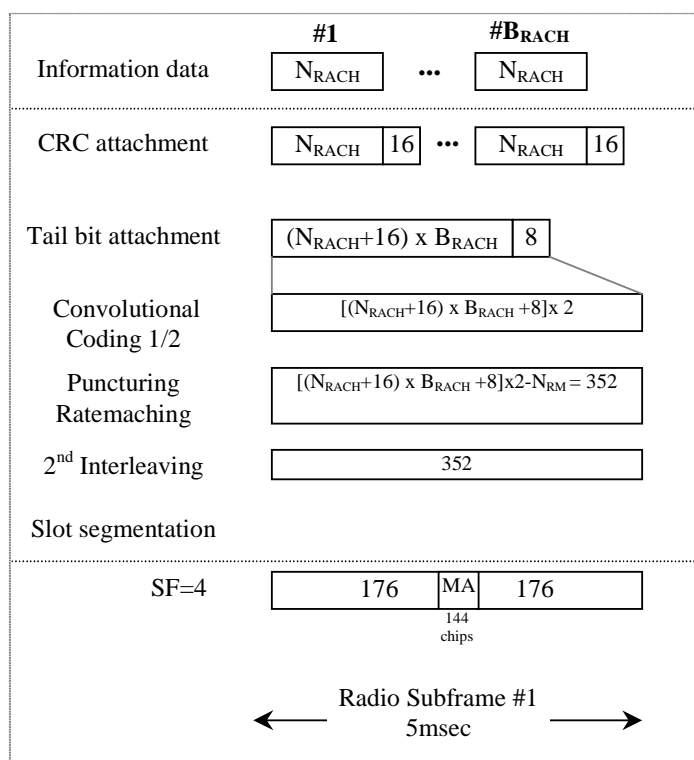 #1 #B_RACH
Information data N_RACH ... N_RACH
CRC attachment N_RACH 16 ... N_RACH 16
Tail bit attachment (N_RACH+16) x B_RACH 8
Convolutional
Coding 1/2
[(N_RACH+16) x B_RACH +8]x 2
Puncturing
Ratemaching
[(N_RACH+16) x B_RACH +8]x2-N_RM = 352
2nd Interleaving 352
Slot segmentation
SF=4 176 MA 176
144
chips
Radio Subframe #1
5msec